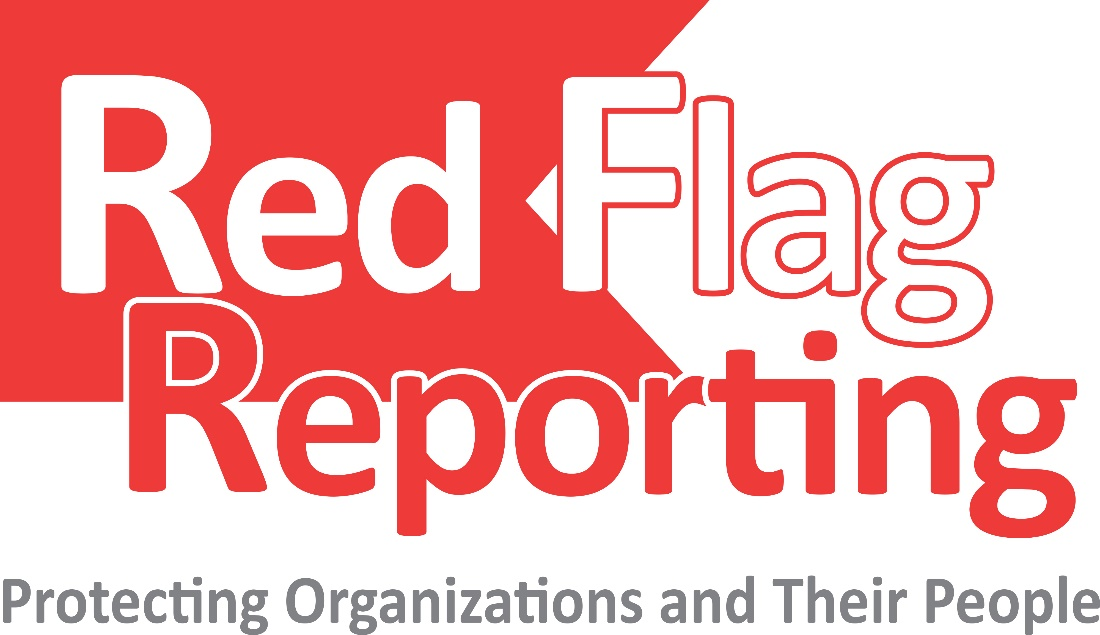 Red Flag
Reporting
Protecting Organizations and Their People